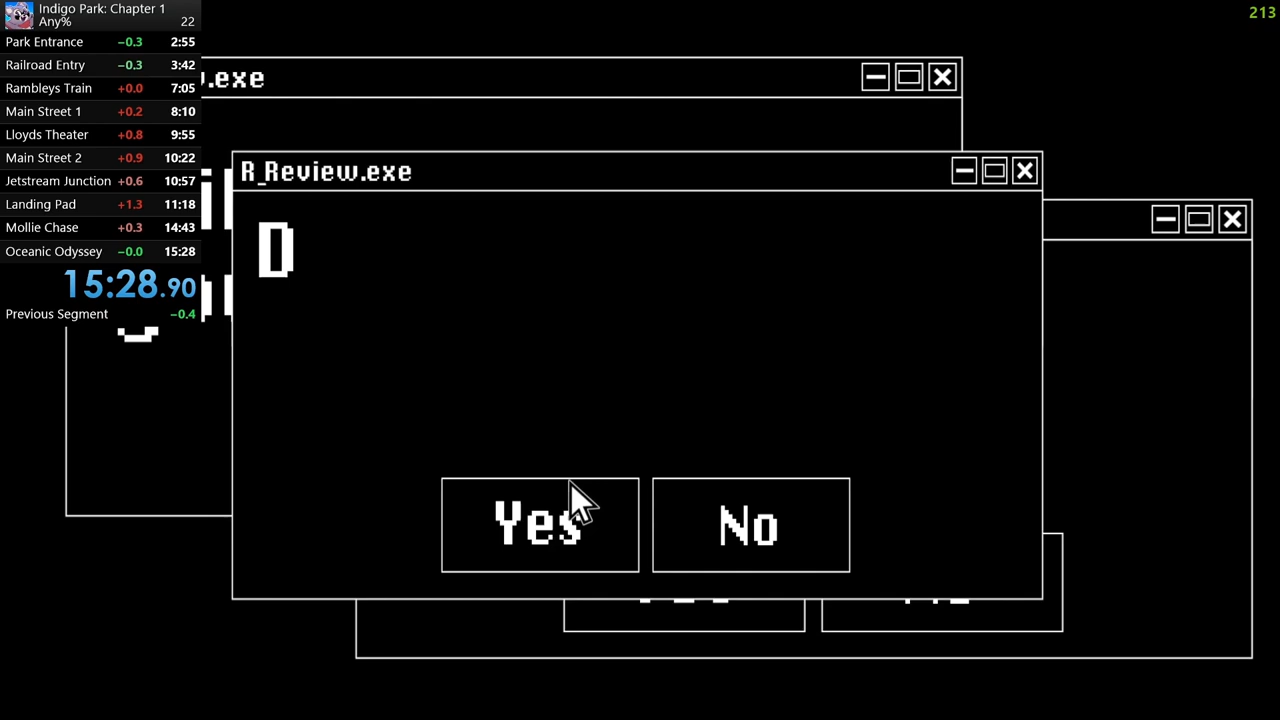 Indigo Park: Chapter 1
Any% 22
213
Park Entrance −0.3 2:55
Railroad Entry −0.3 3:42
Rambleys Train +0.0 7:05
Main Street 1 +0.2 8:10
Lloyds Theater +0.8 9:55
Main Street 2 +0.9 10:22
Jetstream Junction +0.6 10:57
Landing Pad +1.3 11:18
Mollie Chase +0.3 14:43
Oceanic Odyssey −0.0 15:28
15:28.90
Previous Segment −0.4
.exe
R_Review.exe
D
Yes No